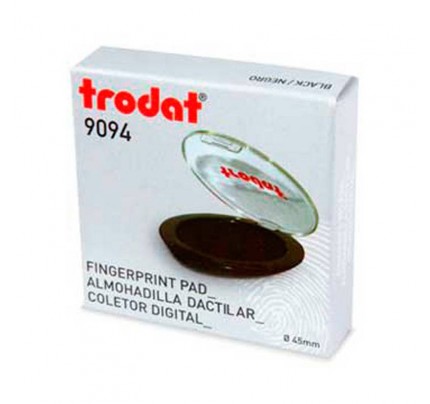 BLACK / NEGRO
trodat®
9094
trodat
FINGERPRINT PAD_
ALMOHADILLA DACTILAR_
COLETOR DIGITAL_
Ø 45mm